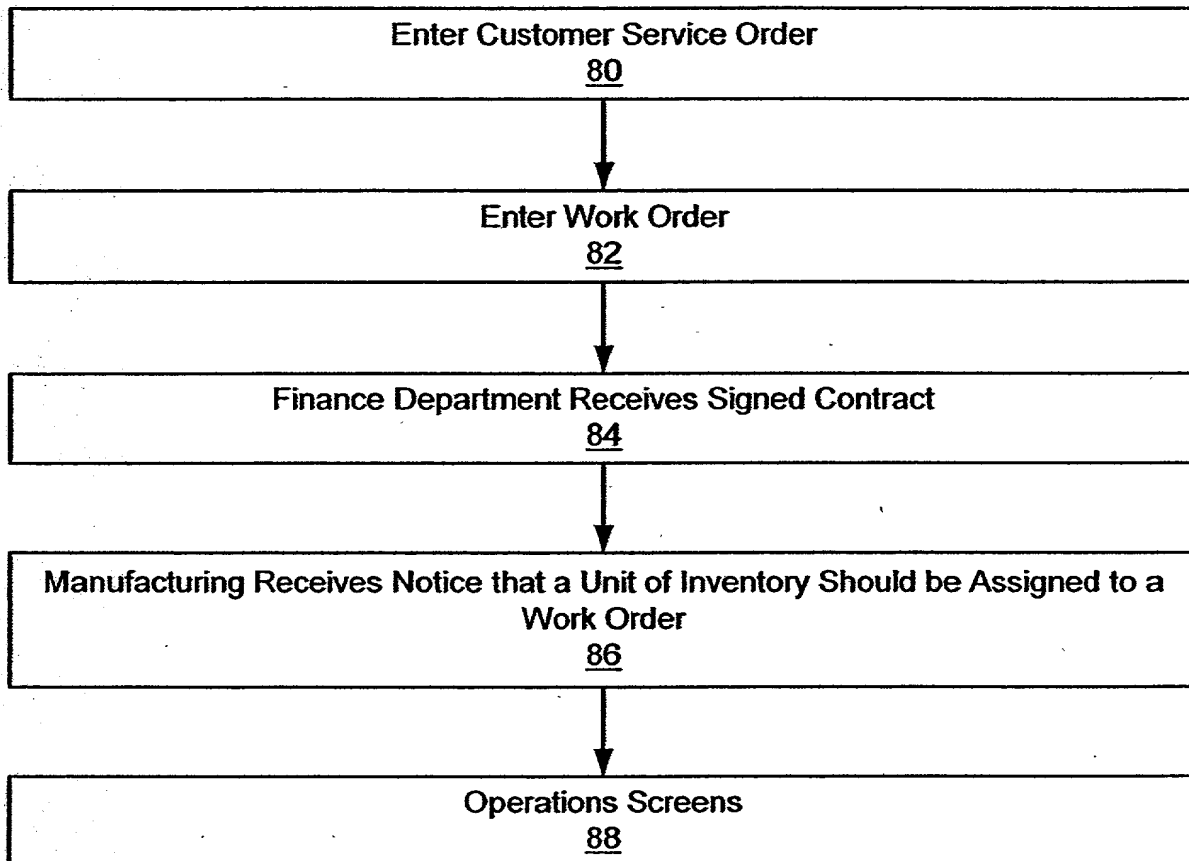 Enter Customer Service Order
80
Enter Work Order
82
Finance Department Receives Signed Contract
84
Manufacturing Receives Notice that a Unit of Inventory Should be Assigned to a
Work Order
86
Operations Screens
88